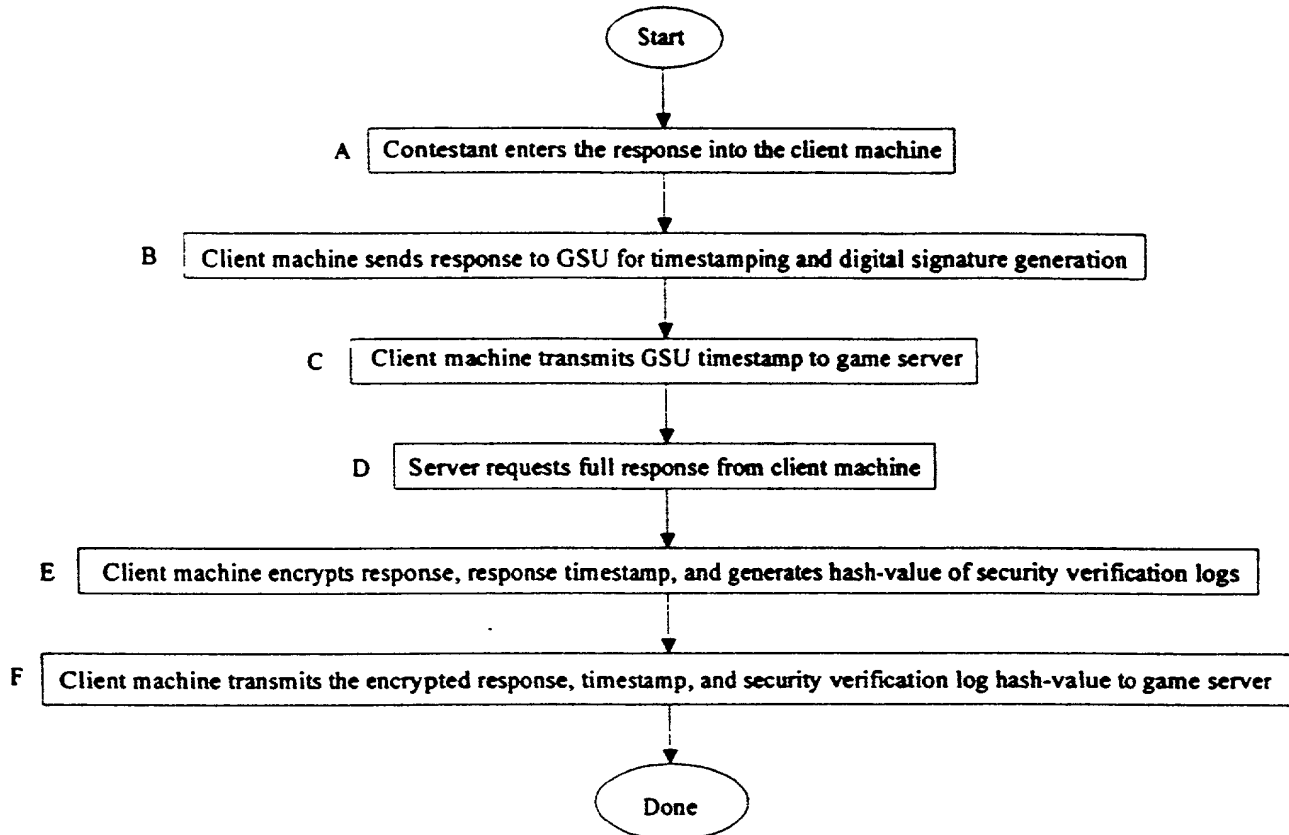 Start
A Contestant enters the response into the client machine
B Client machine sends response to GSU for timestamping and digital signature generation
C Client machine transmits GSU timestamp to game server
D Server requests full response from client machine
E Client machine encrypts response, response timestamp, and generates hash-value of security verification logs
F Client machine transmits the encrypted response, timestamp, and security verification log hash-value to game server
Done